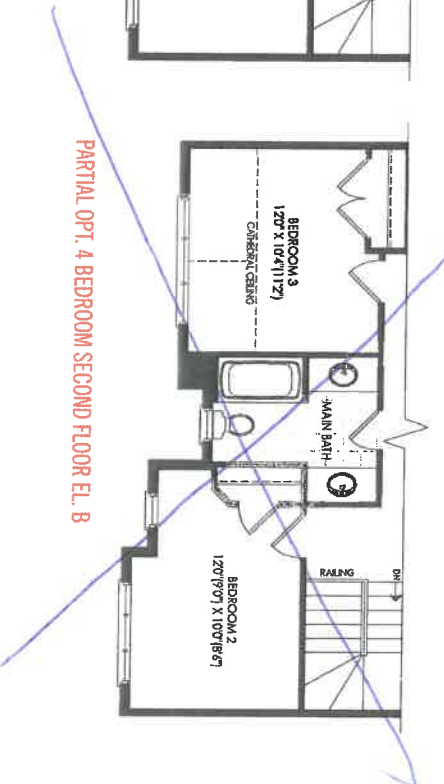 BEDROOM 3
12'0" X 10'4"(11'2")
CATHEDRAL CEILING
MAIN BATH
BEDROOM 2
12'0"(9'0") X 10'0"(8'6")
RAILING
DN
PARTIAL OPT. 4 BEDROOM SECOND FLOOR EL. B